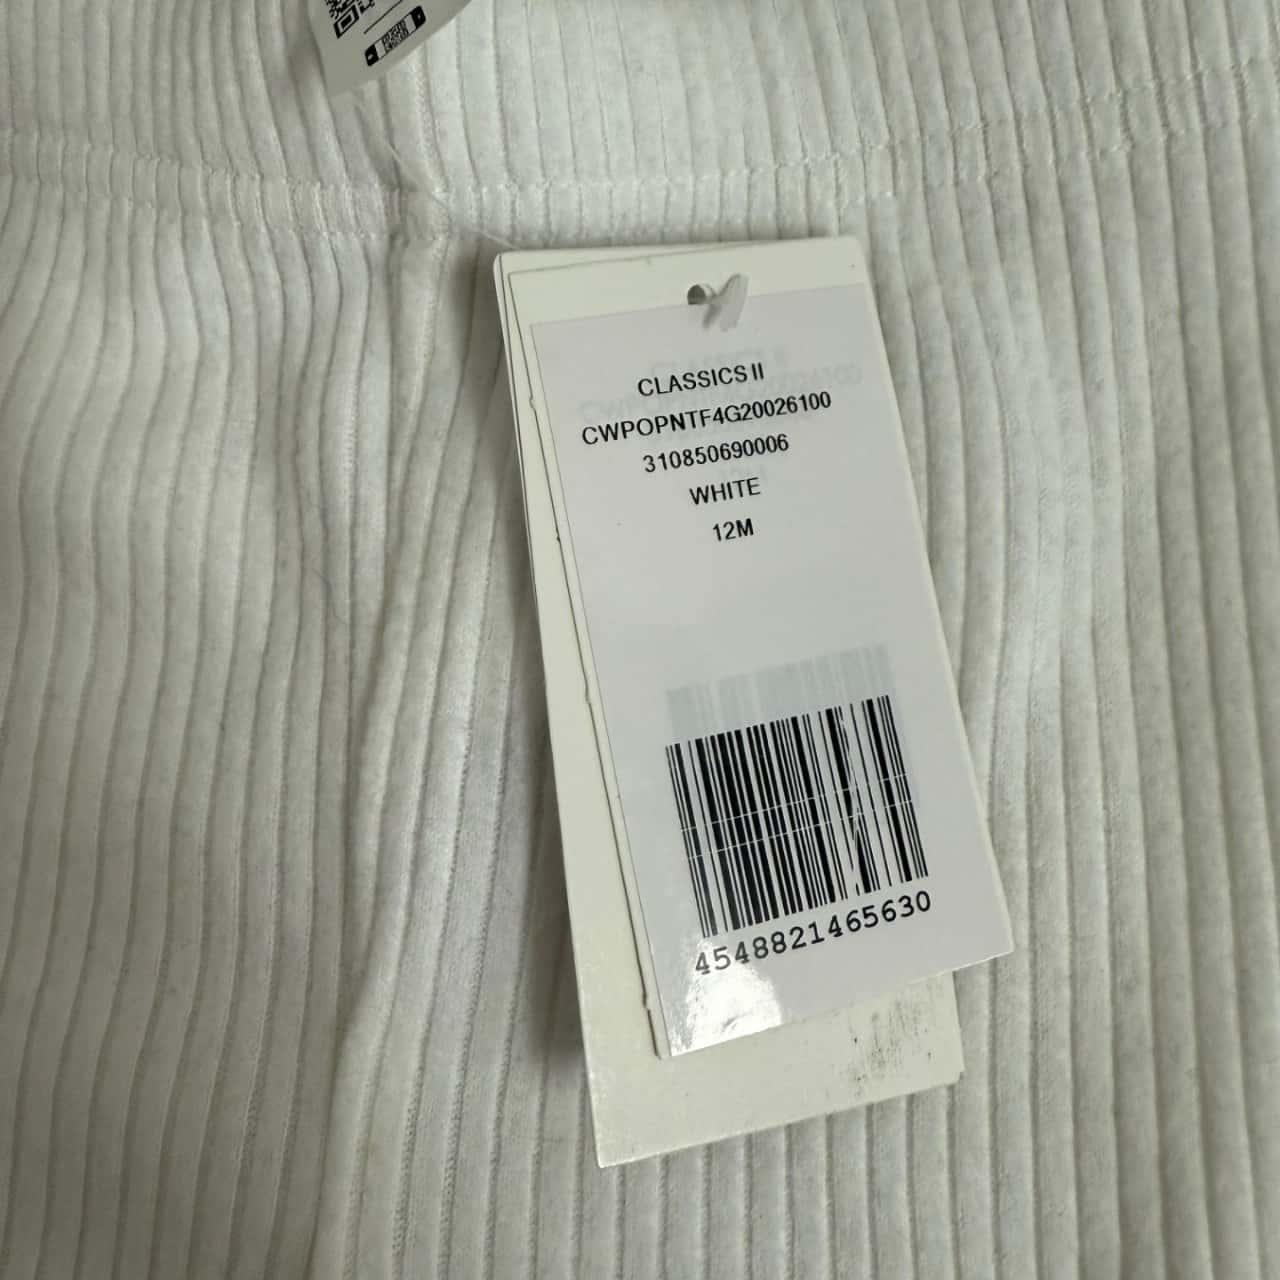 CLASSICS II
CWPOPNTF4G20026100
310850690006
WHITE
12M
4548821465630